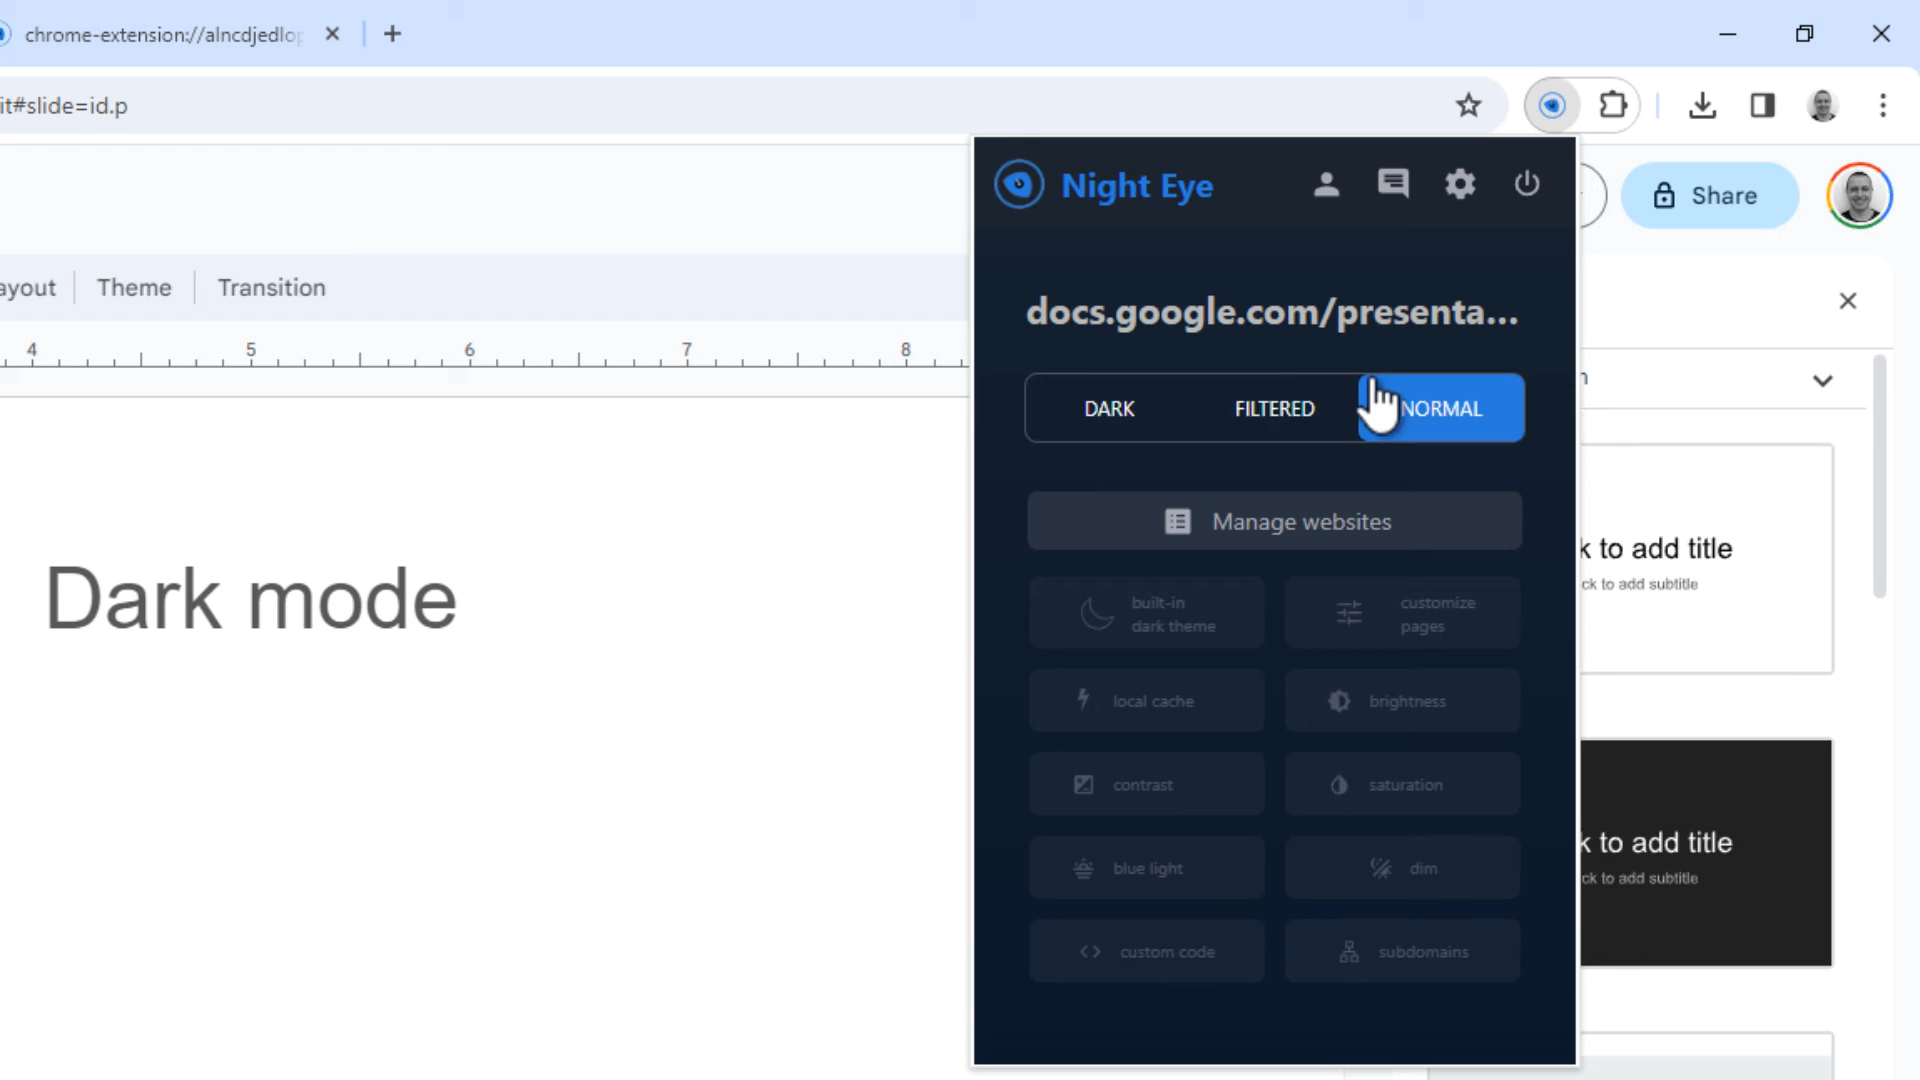 chrome-extension://alncdjedlop
it#slide=id.p
Night Eye
Share
ayout
Theme
Transition
docs.google.com/presenta...
4
5
6
7
8
DARK
FILTERED
NORMAL
Manage websites
Dark mode
k to add title
ck to add subtitle
built-in
dark theme
customize
pages
local cache
brightness
contrast
saturation
k to add title
ck to add subtitle
blue light
dim
custom code
subdomains